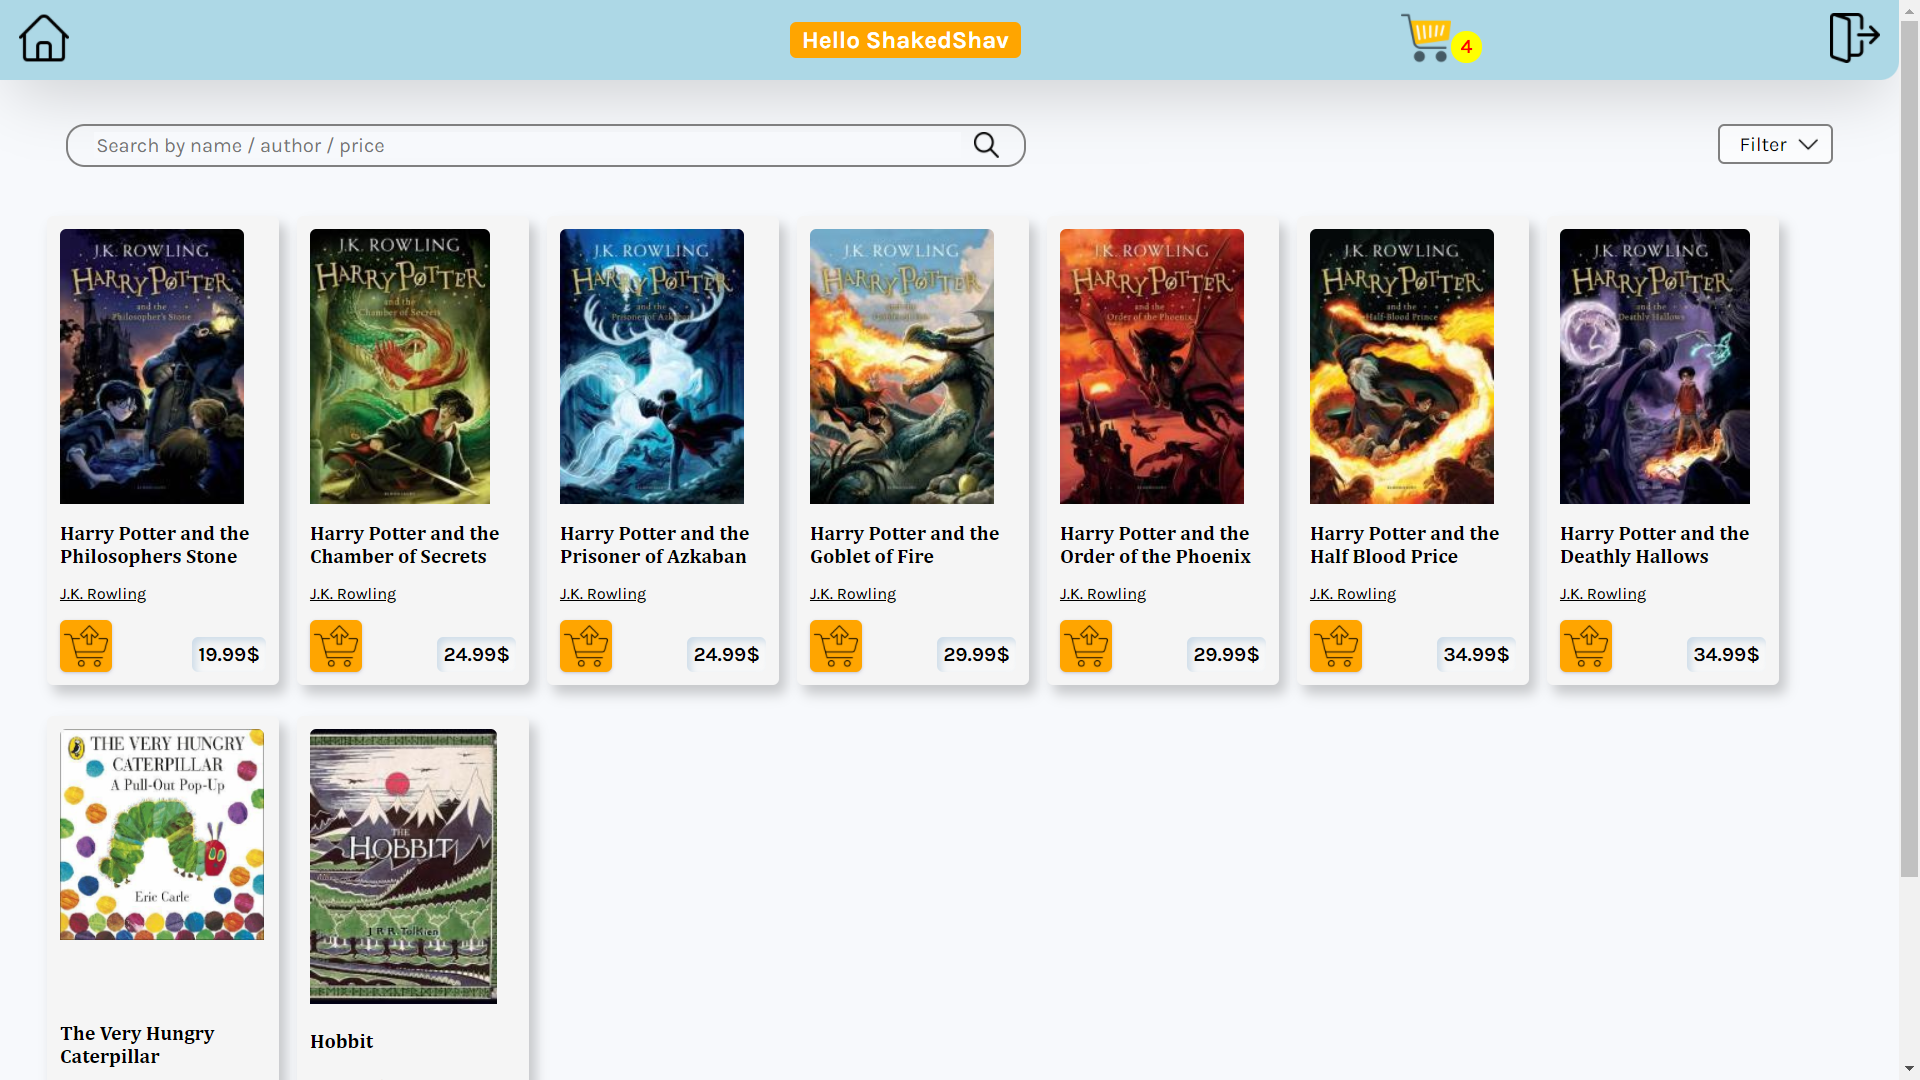 Hello ShakedShav
4
Search by name / author / price
Filter
J.K. ROWLING
HARRY POTTER
and the
Philosopher's Stone
J.K. ROWLING
HARRY POTTER
and the
Chamber of Secrets
J.K. ROWLING
HARRY POTTER
and the
Prisoner of Azkaban
J.K. ROWLING
HARRY POTTER
J.K. ROWLING
HARRY POTTER
and the
Order of the Phoenix
J.K. ROWLING
HARRY POTTER
and the
Half-Blood Prince
J.K. ROWLING
HARRY POTTER
and the
Deathly Hallows
Harry Potter and the
Philosophers Stone
J.K. Rowling
19.99$
Harry Potter and the
Chamber of Secrets
J.K. Rowling
24.99$
Harry Potter and the
Prisoner of Azkaban
J.K. Rowling
24.99$
Harry Potter and the
Goblet of Fire
J.K. Rowling
29.99$
Harry Potter and the
Order of the Phoenix
J.K. Rowling
29.99$
Harry Potter and the
Half Blood Price
J.K. Rowling
34.99$
Harry Potter and the
Deathly Hallows
J.K. Rowling
34.99$
THE VERY HUNGRY
CATERPILLAR
A Pull-Out Pop-Up
Eric Carle
The Very Hungry
Caterpillar
THE
HOBBIT
J.R.R. Tolkien
Hobbit